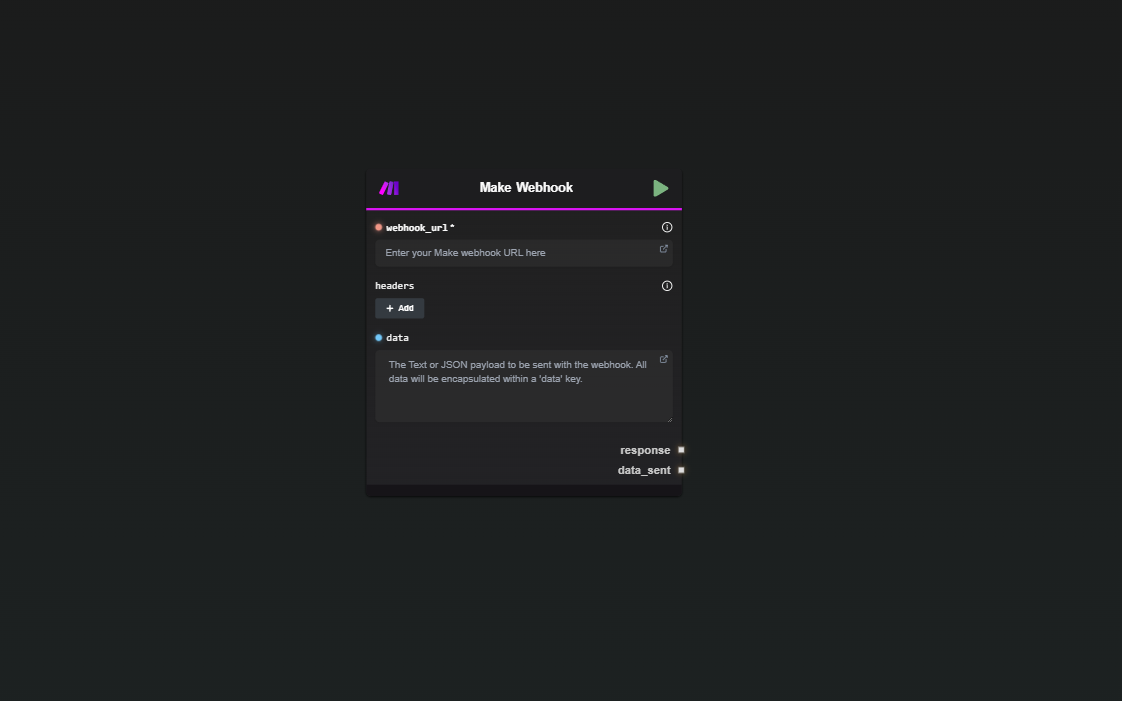 Make Webhook
webhook_url *
Enter your Make webhook URL here
headers
+ Add
data
The Text or JSON payload to be sent with the webhook. All
data will be encapsulated within a 'data' key.
response
data_sent